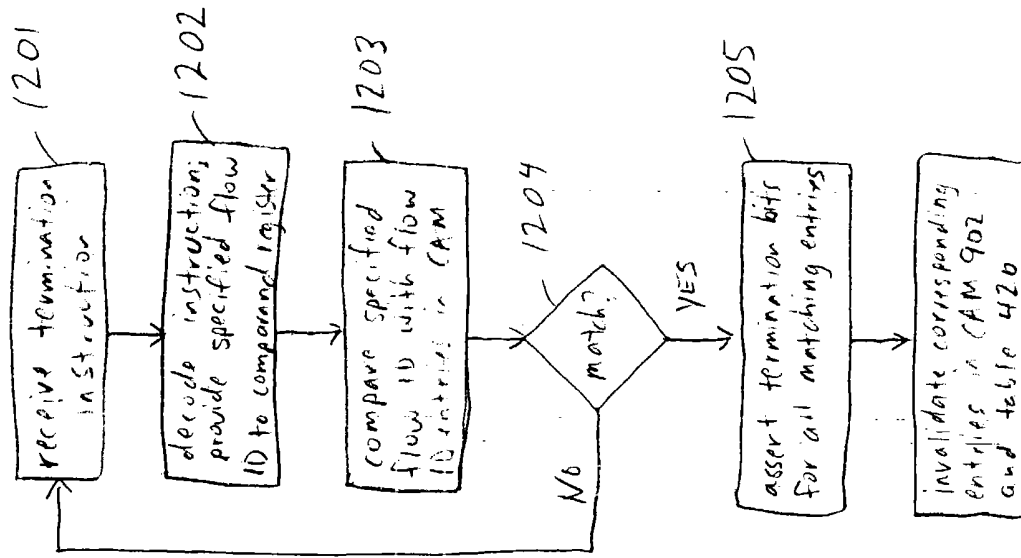 1201
receive termination
instruction
1202
decode instruction;
provide specified flow
ID to comparand register
1203
compare specified
flow ID with flow
ID entries in CAM
1204
match?
No
YES
1205
assert termination bits
for all matching entries
invalidate corresponding
entries in CAM 902
and table 420